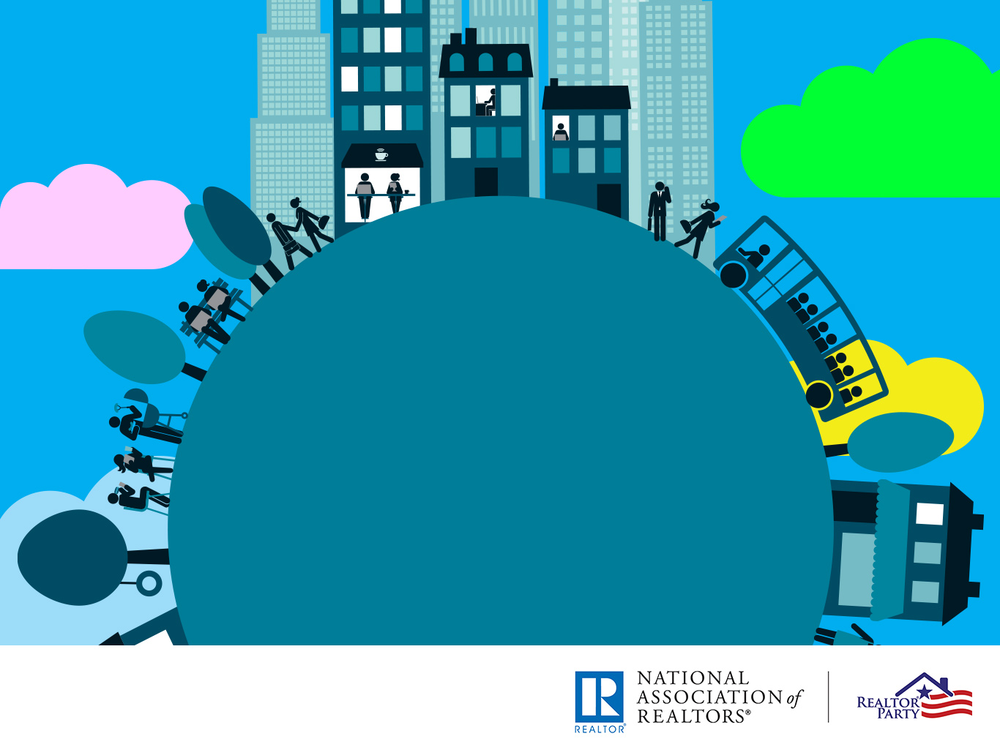 REALTOR®
NATIONAL
ASSOCIATION of
REALTORS®
REALTOR®
PARTY